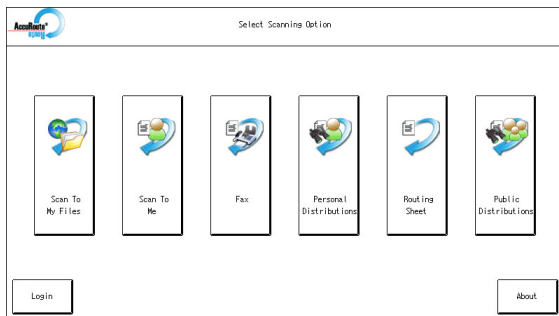 AccuRoute®
Route
Select Scanning Option
Scan To
My Files
Scan To
Me
Fax
Personal
Distributions
Routing
Sheet
Public
Distributions
Login
About